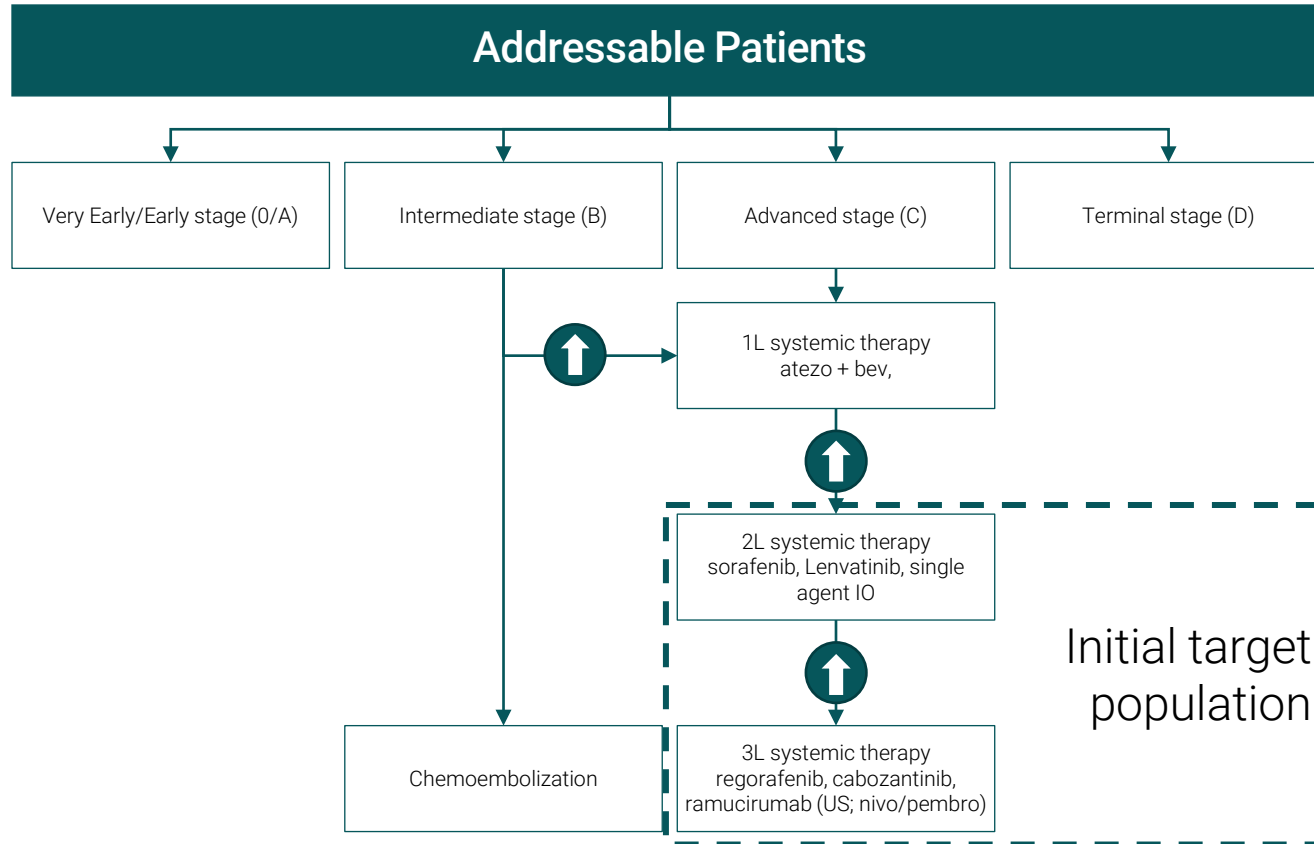 Addressable Patients
Very Early/Early stage (0/A)
Intermediate stage (B)
Advanced stage (C)
Terminal stage (D)
1L systemic therapy
atezo + bev,
2L systemic therapy
sorafenib, Lenvatinib, single
agent IO
Initial target
population
Chemoembolization
3L systemic therapy
regorafenib, cabozantinib,
ramucirumab (US; nivo/pembro)